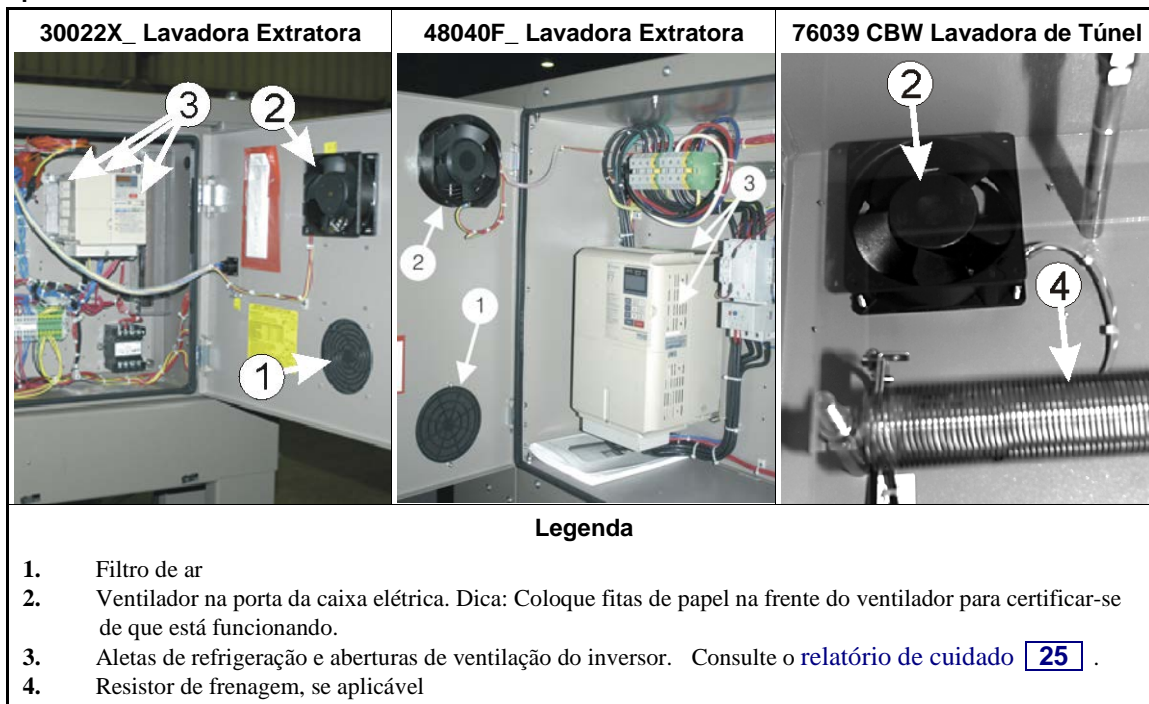 30022X_ Lavadora Extratora
48040F_ Lavadora Extratora
76039 CBW Lavadora de Túnel
3
2
1
2
3
1
2
4
Legenda
1. Filtro de ar
2. Ventilador na porta da caixa elétrica. Dica: Coloque fitas de papel na frente do ventilador para certificar-se
de que está funcionando.
3. Aletas de refrigeração e aberturas de ventilação do inversor. Consulte o relatório de cuidado 25 .
4. Resistor de frenagem, se aplicável